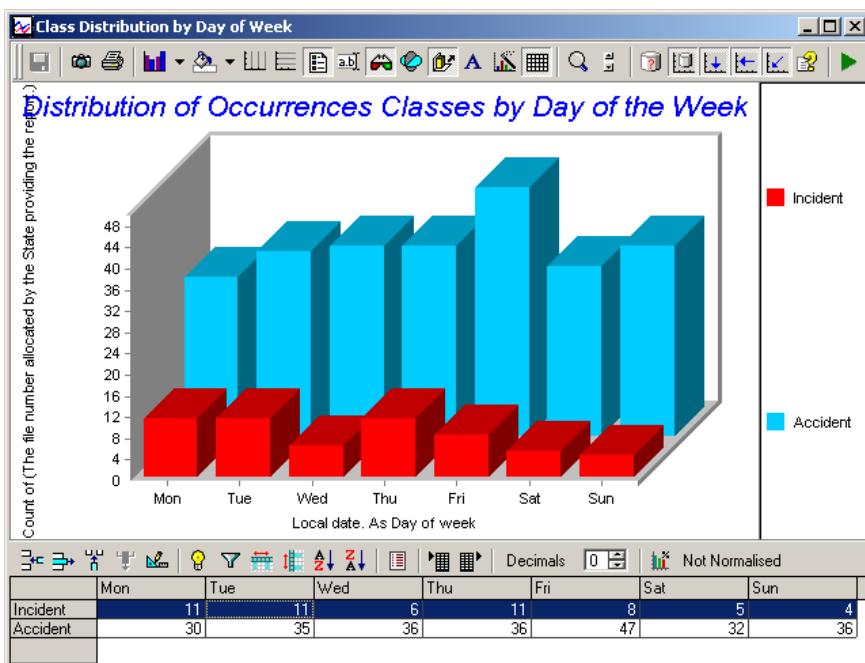 Class Distribution by Day of Week
Distribution of Occurrences Classes by Day of the Week
Count of (The file number allocated by the State providing the report.)
48
44
40
36
32
28
24
20
16
12
8
4
0
Mon Tue Wed Thu Fri Sat Sun
Local date. As Day of week
Incident
Accident
Decimals 0 Not Normalised
Mon Tue Wed Thu Fri Sat Sun
Incident 11 11 6 11 8 5 4
Accident 30 35 36 36 47 32 36